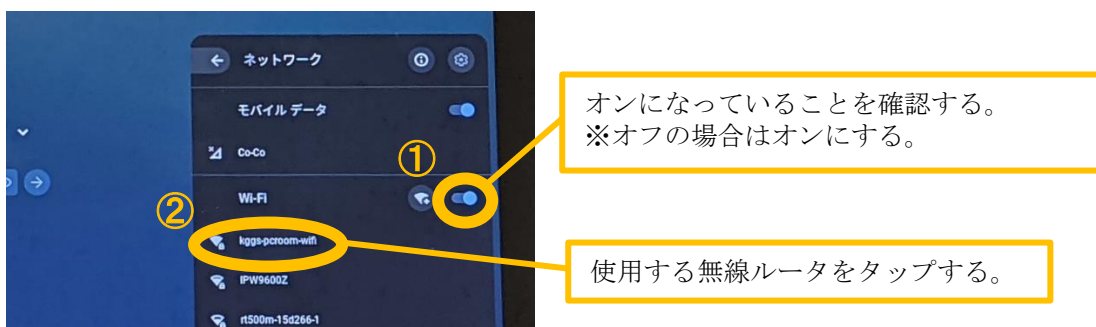 ネットワーク
モバイル データ
Co-Co
①
Wi-Fi
②
kggs-pcroom-wifi
IPW9600Z
rt500m-15d266-1
オンになっていることを確認する。
※オフの場合はオンにする。
使用する無線ルータをタップする。